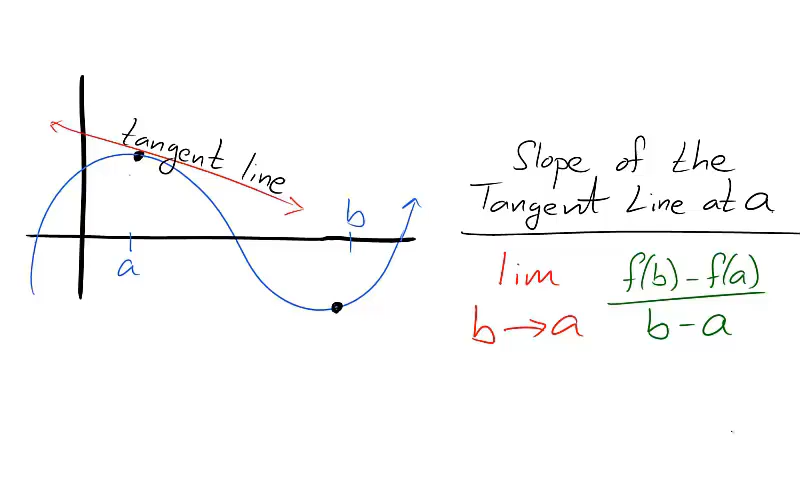 tangent line
b
a
Slope of the
Tangent Line at a
lim f(b) - f(a)
b → a b - a